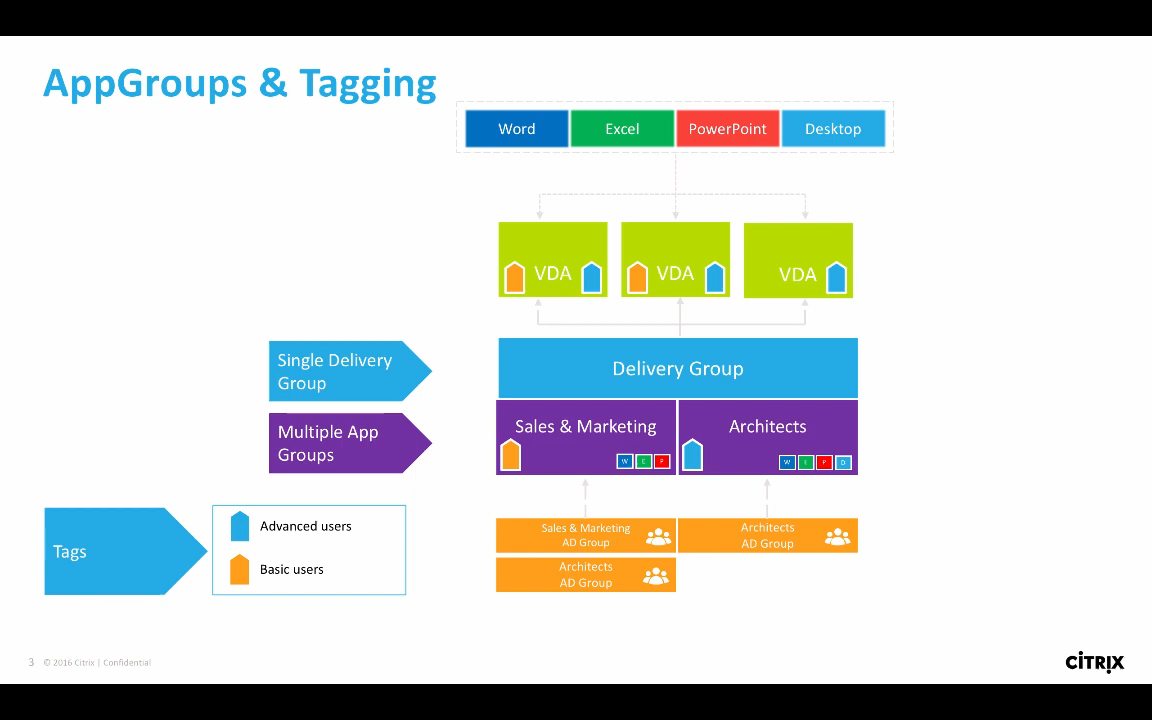 AppGroups & Tagging
Word
Excel
PowerPoint
Desktop
VDA
VDA
VDA
Single Delivery
Group
Delivery Group
Multiple App
Groups
Sales & Marketing
W
E
P
Architects
W
E
P
D
Tags
Advanced users
Basic users
Sales & Marketing
AD Group
Architects
AD Group
Architects
AD Group
3 © 2016 Citrix | Confidential
CİTRIX